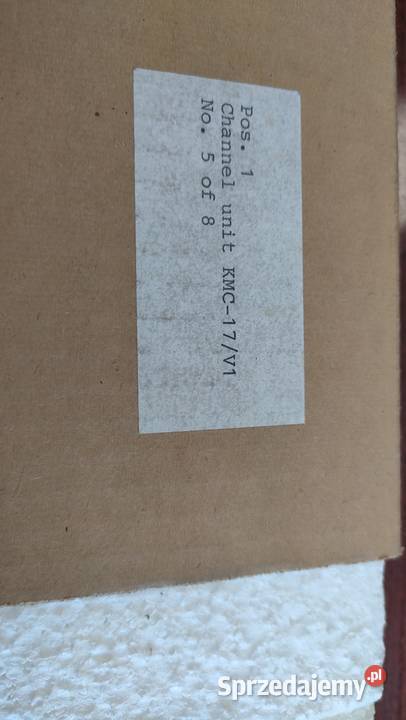 Pos. 1
Channel unit KMC-17/V1
No. 5 of 8
Sprzedajemy.pl